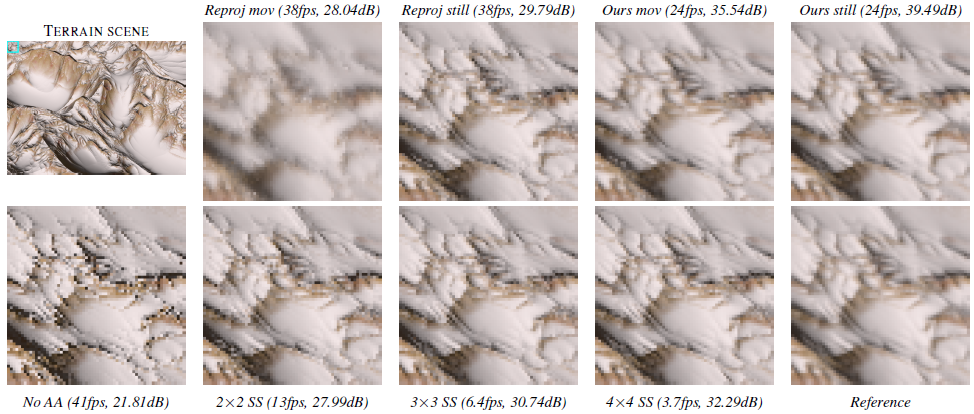 Reproj mov (38fps, 28.04dB)
Reproj still (38fps, 29.79dB)
Ours mov (24fps, 35.54dB)
Ours still (24fps, 39.49dB)
TERRAIN SCENE
No AA (41fps, 21.81dB)
2×2 SS (13fps, 27.99dB)
3×3 SS (6.4fps, 30.74dB)
4×4 SS (3.7fps, 32.29dB)
Reference